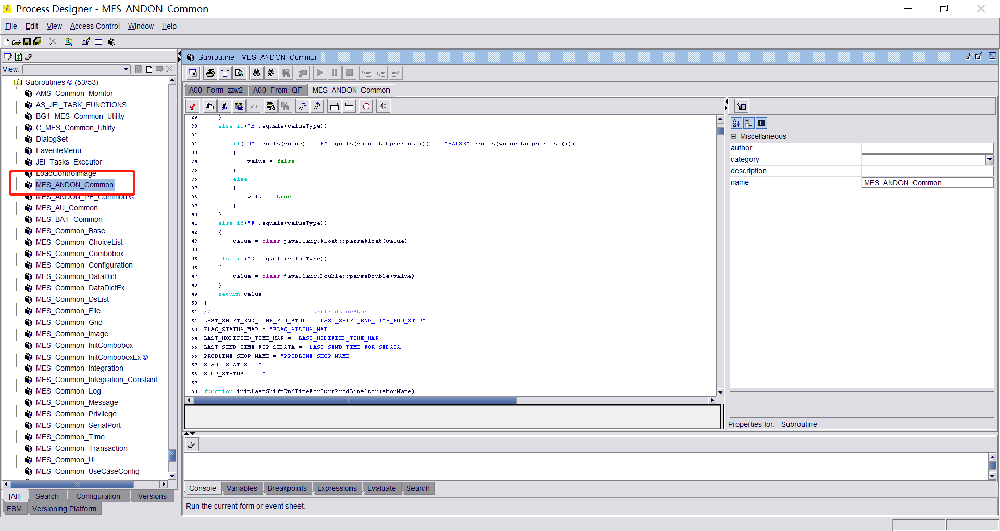 Process Designer - MES_ANDON_Common
File Edit View Access Control Window Help
View:
Subroutines © (53/53)
AMS_Common_Monitor
AS_JEI_TASK_FUNCTIONS
BG1_MES_Common_Utility
C_MES_Common_Utility
DialogSet
FaveriteMenu
JEI_Tasks_Executor
LoadControlImage
MES_ANDON_Common
MES_ANDON_PF_Common ©
MES_AU_Common
MES_BAT_Common
MES_Common_Base
MES_Common_ChoiceList
MES_Common_Combobox
MES_Common_Configuration
MES_Common_DataDict
MES_Common_DataDictEx
MES_Common_DsList
MES_Common_File
MES_Common_Grid
MES_Common_Image
MES_Common_InitCombobox
MES_Common_InitComboboxEx ©
MES_Common_Integration
MES_Common_Integration_Constant
MES_Common_Log
MES_Common_Message
MES_Common_Privilege
MES_Common_SerialPort
MES_Common_Time
MES_Common_Transaction
MES_Common_UI
MES_Common_UseCaseConfig
[All] Search Configuration Versions
FSM Versioning Platform
Subroutine - MES_ANDON_Common
A00_Form_zzw2 A00_From_QF MES_ANDON_Common
29 }
30 else if("B".equals(valueType))
31 {
32 if("0".equals(value) ||"F".equals(value.toUpperCase()) || "FALSE".equals(value.toUpperCase()))
33 {
34 value = false
35 }
36 else
37 {
38 value = true
39 }
40 }
41 else if("F".equals(valueType))
42 {
43 value = class java.lang.Float::parseFloat(value)
44 }
45 else if("D".equals(valueType))
46 {
47 value = class java.lang.Double::parseDouble(value)
48 }
49 return value
50 }
51 //===========================CurrProdLineStop====================================================================
52 LAST_SHIFT_END_TIME_FOR_STOP = "LAST_SHIFT_END_TIME_FOR_STOP"
53 FLAG_STATUS_MAP = "FLAG_STATUS_MAP"
54 LAST_MODIFIED_TIME_MAP = "LAST_MODIFIED_TIME_MAP"
55 LAST_SEND_TIME_FOR_SEDATA = "LAST_SEND_TIME_FOR_SEDATA"
56 PRODLINE_SHOP_NAME = "PRODLINE_SHOP_NAME"
57 START_STATUS = "0"
58 STOP_STATUS = "1"
59
60 function initLastShiftEndTimeForCurrProdLineStop(shopName)
Miscellaneous
author
category
description
name MES_ANDON_Common
Properties for: Subroutine
Console Variables Breakpoints Expressions Evaluate Search
Run the current form or event sheet.